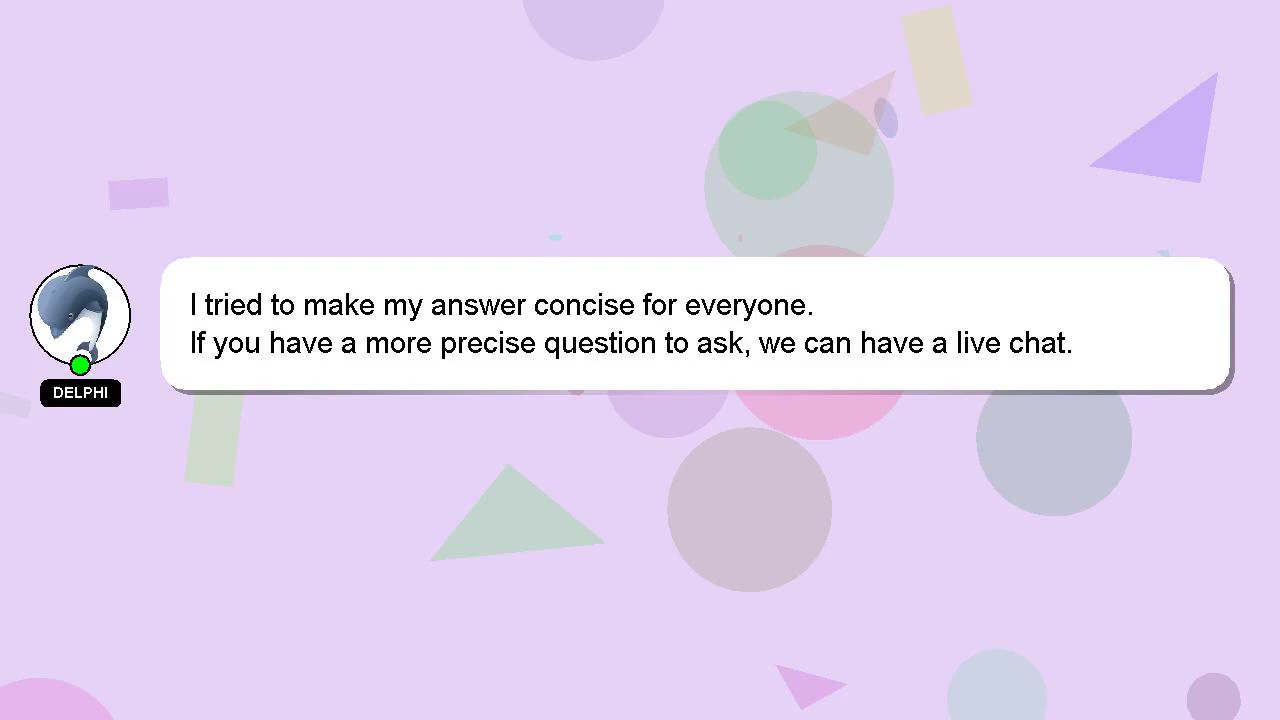 I tried to make my answer concise for everyone.
If you have a more precise question to ask, we can have a live chat.
DELPHI